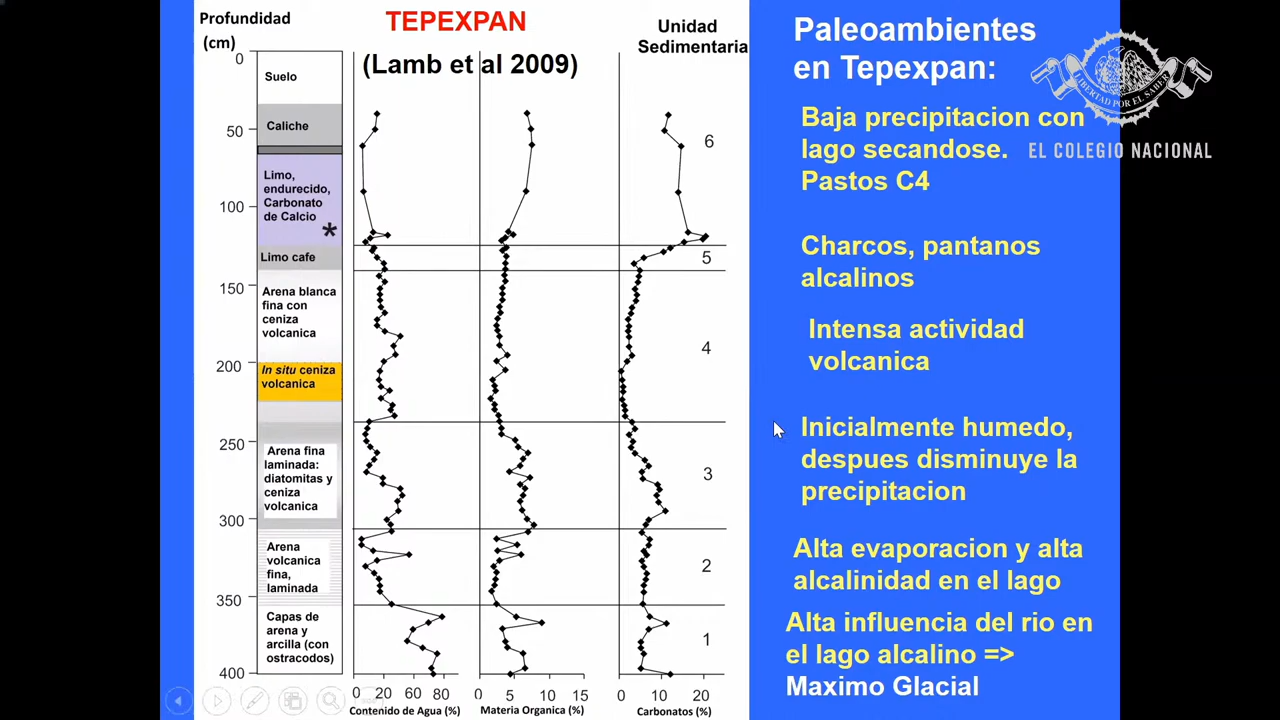 Profundidad
(cm)
TEPEXPAN
(Lamb et al 2009)
Unidad
Sedimentaria
0
50
100
150
200
250
300
350
400
Suelo
Caliche
Limo,
endurecido,
Carbonato
de Calcio
*
Limo cafe
Arena blanca
fina con
ceniza
volcanica
In situ ceniza
volcanica
Arena fina
laminada:
diatomitas y
ceniza
volcanica
Arena
volcanica
fina,
laminada
Capas de
arena y
arcilla (con
ostracodos)
6
5
4
3
2
1
0 20 40 60 80
Contenido de Agua (%)
0 5 10 15
Materia Organica (%)
0 10 20
Carbonatos (%)
Paleoambientes
en Tepexpan:
Baja precipitacion con
lago secandose.
Pastos C4
Charcos, pantanos
alcalinos
Intensa actividad
volcanica
Inicialmente humedo,
despues disminuye la
precipitacion
Alta evaporacion y alta
alcalinidad en el lago
Alta influencia del rio en
el lago alcalino =>
Maximo Glacial
LIBERTAD POR EL SABER
EL COLEGIO NACIONAL